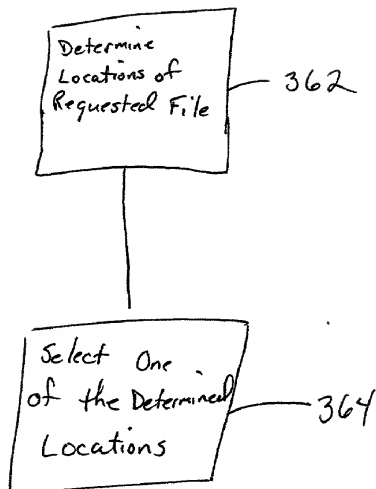 Determine
Locations of
Requested File
362
Select One
of the Determined
Locations
364